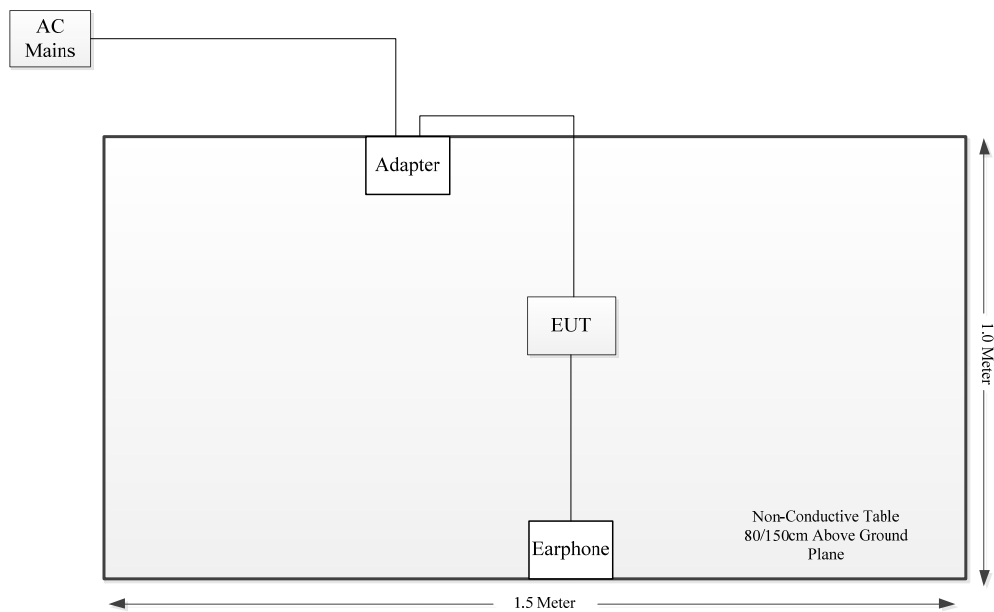 AC
Mains
Adapter
EUT
1.0 Meter
Non-Conductive Table
80/150cm Above Ground
Plane
Earphone
1.5 Meter